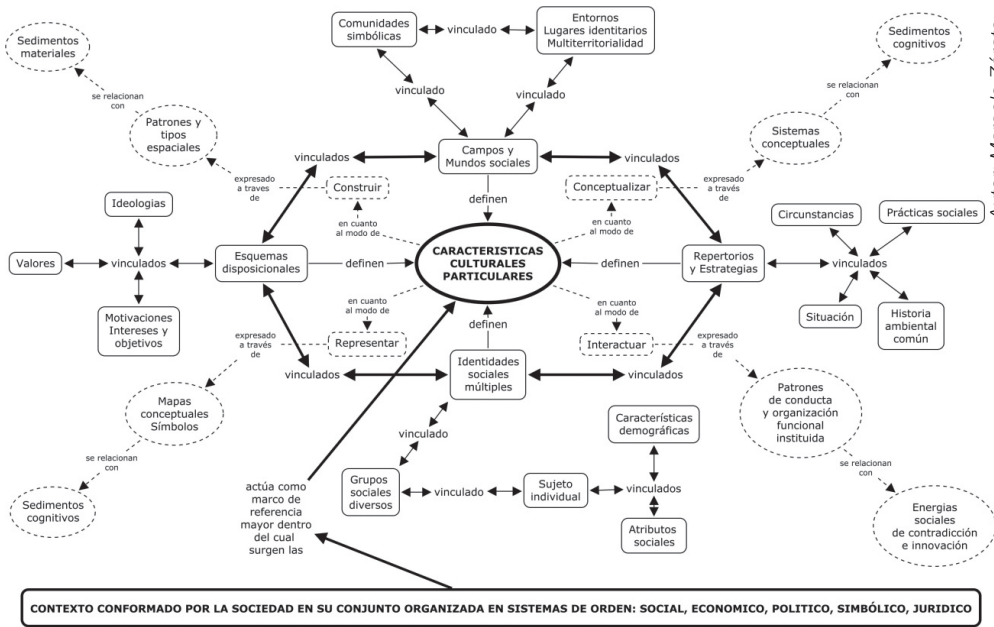 Comunidades
simbólicas
vinculado
Entornos
Lugares identitarios
Multiterritorialidad
Sedimentos
materiales
Sedimentos
cognitivos
se relacionan
con
vinculado
vinculado
se relacionan
con
Patrones y
tipos
espaciales
Sistemas
conceptuales
vinculados
Campos y
Mundos sociales
vinculados
expresado
a traves
de
Construir
definen
Conceptualizar
expresado
a través
de
Ideologias
en cuanto
al modo de
en cuanto
al modo de
Circunstancias
Prácticas sociales
Valores
vinculados
Esquemas
disposicionales
definen
CARACTERISTICAS
CULTURALES
PARTICULARES
definen
Repertorios
y Estrategias
vinculados
Motivaciones
Intereses y
objetivos
en cuanto
al modo de
en cuanto
al modo de
Situación
Historia
ambiental
común
expresado
a través
de
Representar
definen
Interactuar
expresado
a través
de
vinculados
Identidades
sociales
múltiples
vinculados
Mapas
conceptuales
Símbolos
Patrones
de conducta
y organización
funcional
instituida
vinculado
Características
demográficas
se relacionan
con
se relacionan
con
Sedimentos
cognitivos
actúa como
marco de
referencia
mayor dentro
del cual
surgen las
Grupos
sociales
diversos
vinculado
Sujeto
individual
vinculados
Atributos
sociales
Energias
sociales
de contradicción
e innovación
CONTEXTO CONFORMADO POR LA SOCIEDAD EN SU CONJUNTO ORGANIZADA EN SISTEMAS DE ORDEN: SOCIAL, ECONOMICO, POLITICO, SIMBÓLICO, JURIDICO